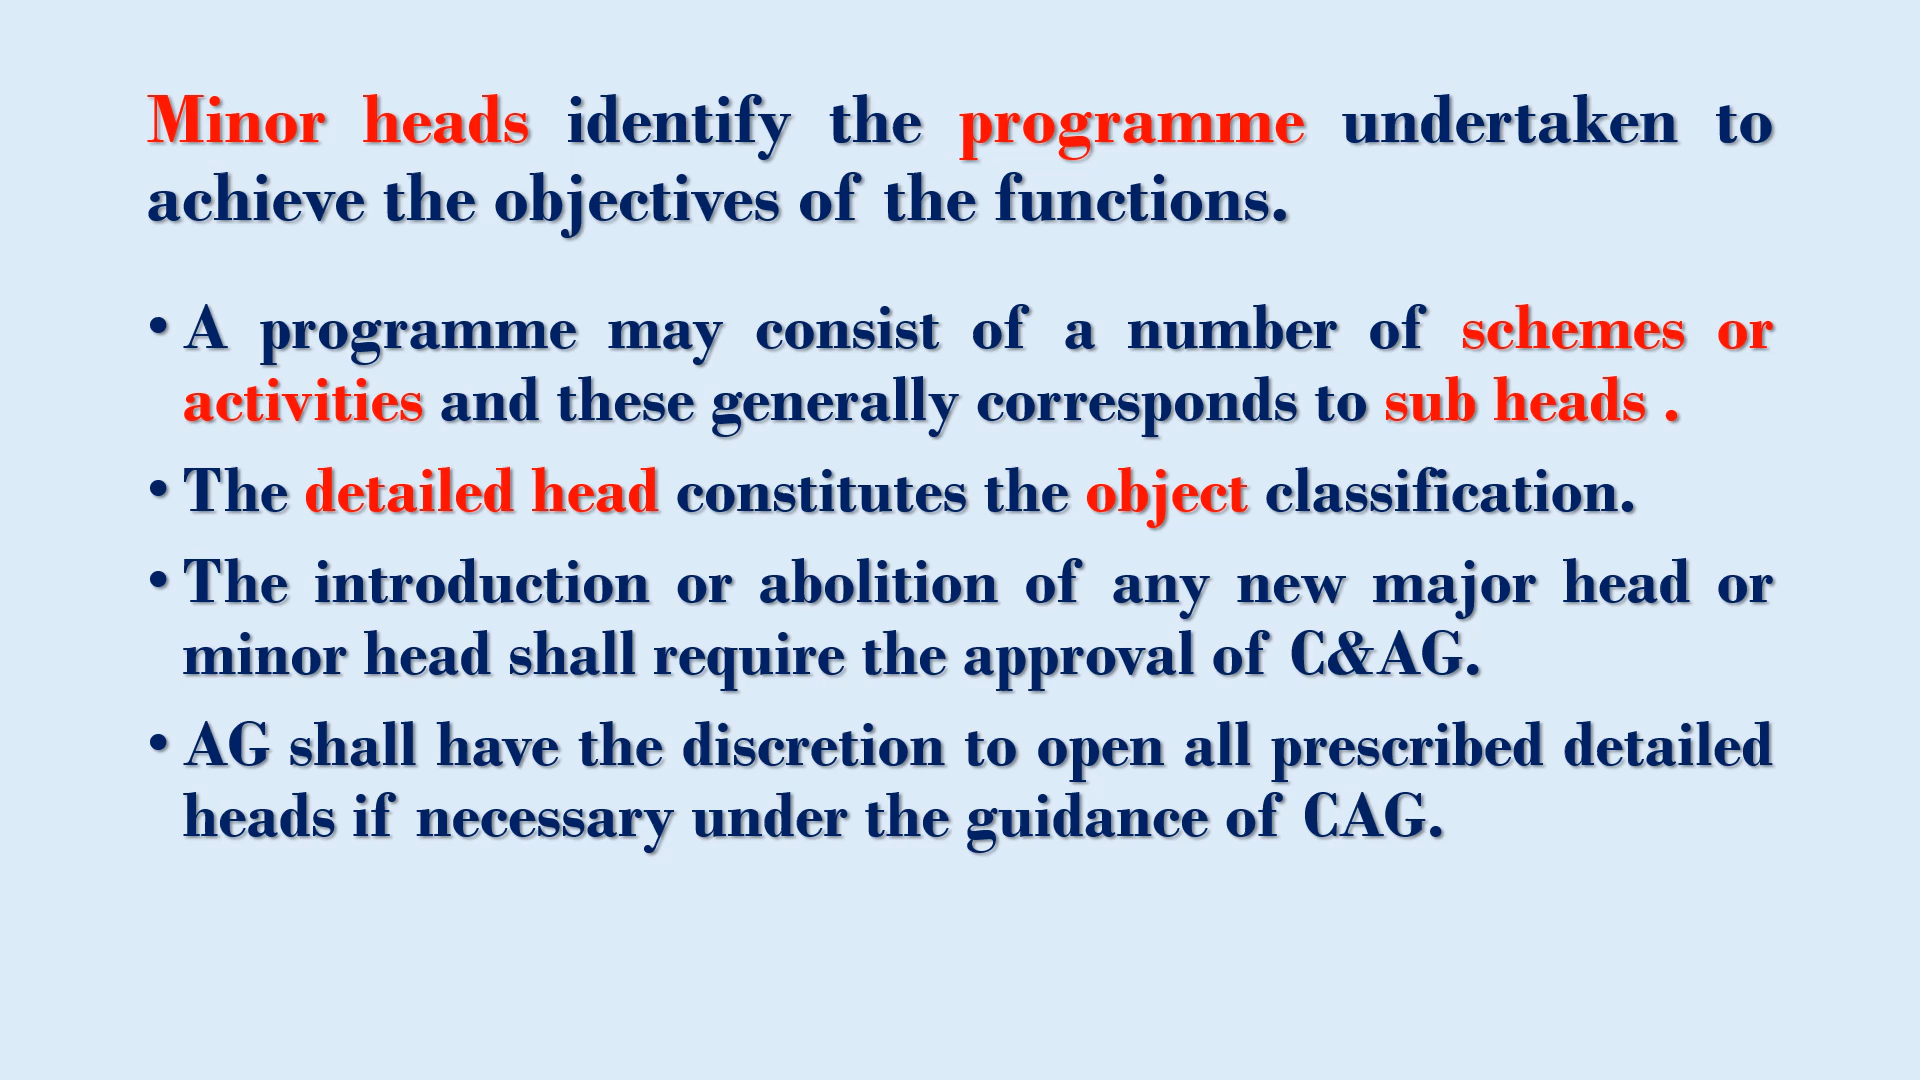 Minor heads identify the programme undertaken to
achieve the objectives of the functions.
• A programme may consist of a number of schemes or
activities and these generally corresponds to sub heads .
• The detailed head constitutes the object classification.
• The introduction or abolition of any new major head or
minor head shall require the approval of C&AG.
• AG shall have the discretion to open all prescribed detailed
heads if necessary under the guidance of CAG.